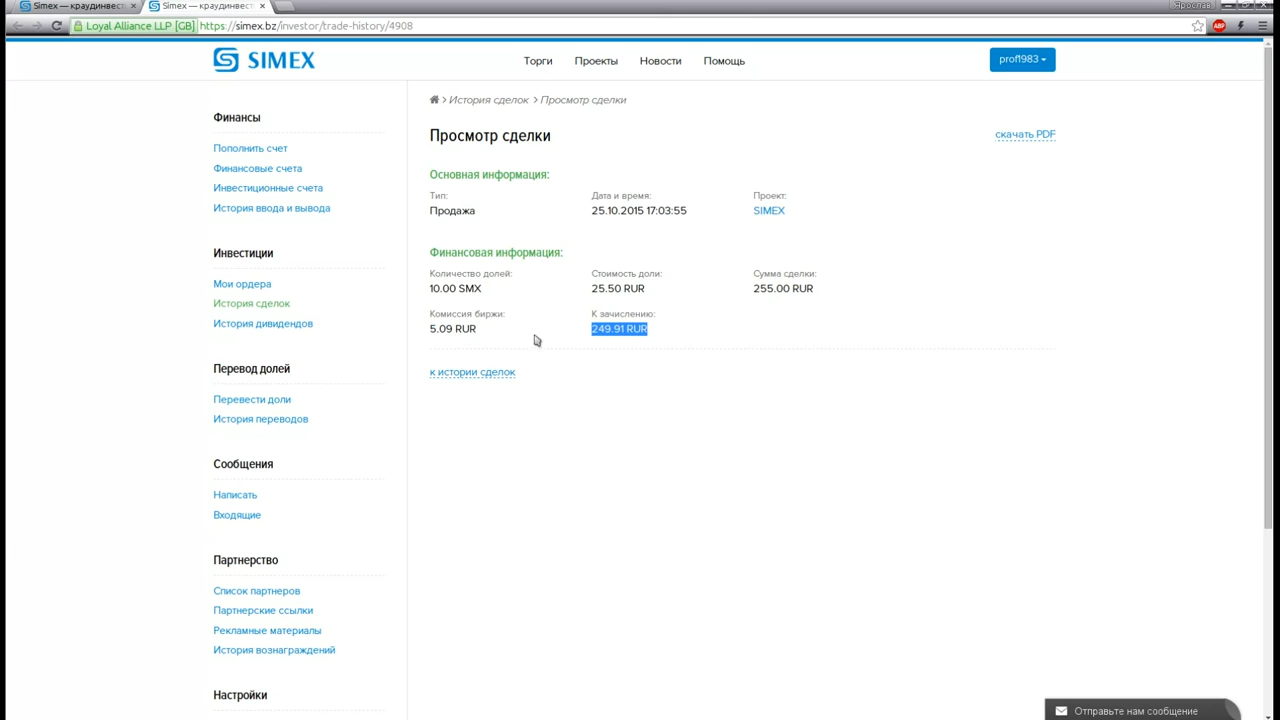 Simex — краудинвест
Simex — краудинвест
Ярослав
Loyal Alliance LLP [GB] https://simex.bz/investor/trade-history/4908
ABP
SIMEX
Торги
Проекты
Новости
Помощь
prof1983
Финансы
Пополнить счет
Финансовые счета
Инвестиционные счета
История ввода и вывода
Инвестиции
Мои ордера
История сделок
История дивидендов
Перевод долей
Перевести доли
История переводов
Сообщения
Написать
Входящие
Партнерство
Список партнеров
Партнерские ссылки
Рекламные материалы
История вознаграждений
Настройки
История сделок > Просмотр сделки
Просмотр сделки
скачать PDF
Основная информация:
Тип: Дата и время: Проект:
Продажа 25.10.2015 17:03:55 SIMEX
Финансовая информация:
Количество долей: Стоимость доли: Сумма сделки:
10.00 SMX 25.50 RUR 255.00 RUR
Комиссия биржи: К зачислению:
5.09 RUR 249.91 RUR
к истории сделок
Отправьте нам сообщение